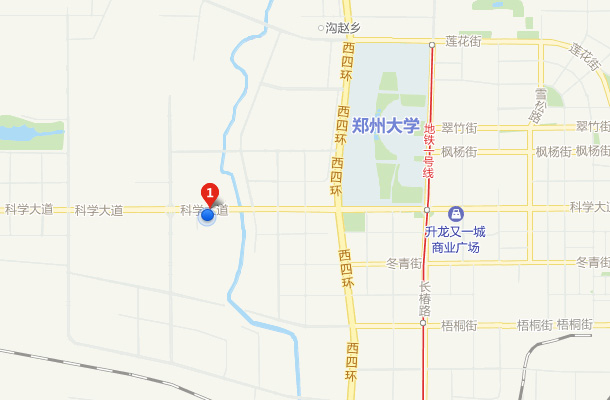 沟赵乡
莲花街
莲花街
西四环
雪松路
西四环
郑州大学
地铁十号线
翠竹街
翠竹街
枫杨街
枫杨街
枫杨街
西四环
1
科学大道
科学大道
科学大道
科学大道
升龙又一城
商业广场
西四环
冬青街
冬青街
长椿路
梧桐街
梧桐街
梧桐街
西四环